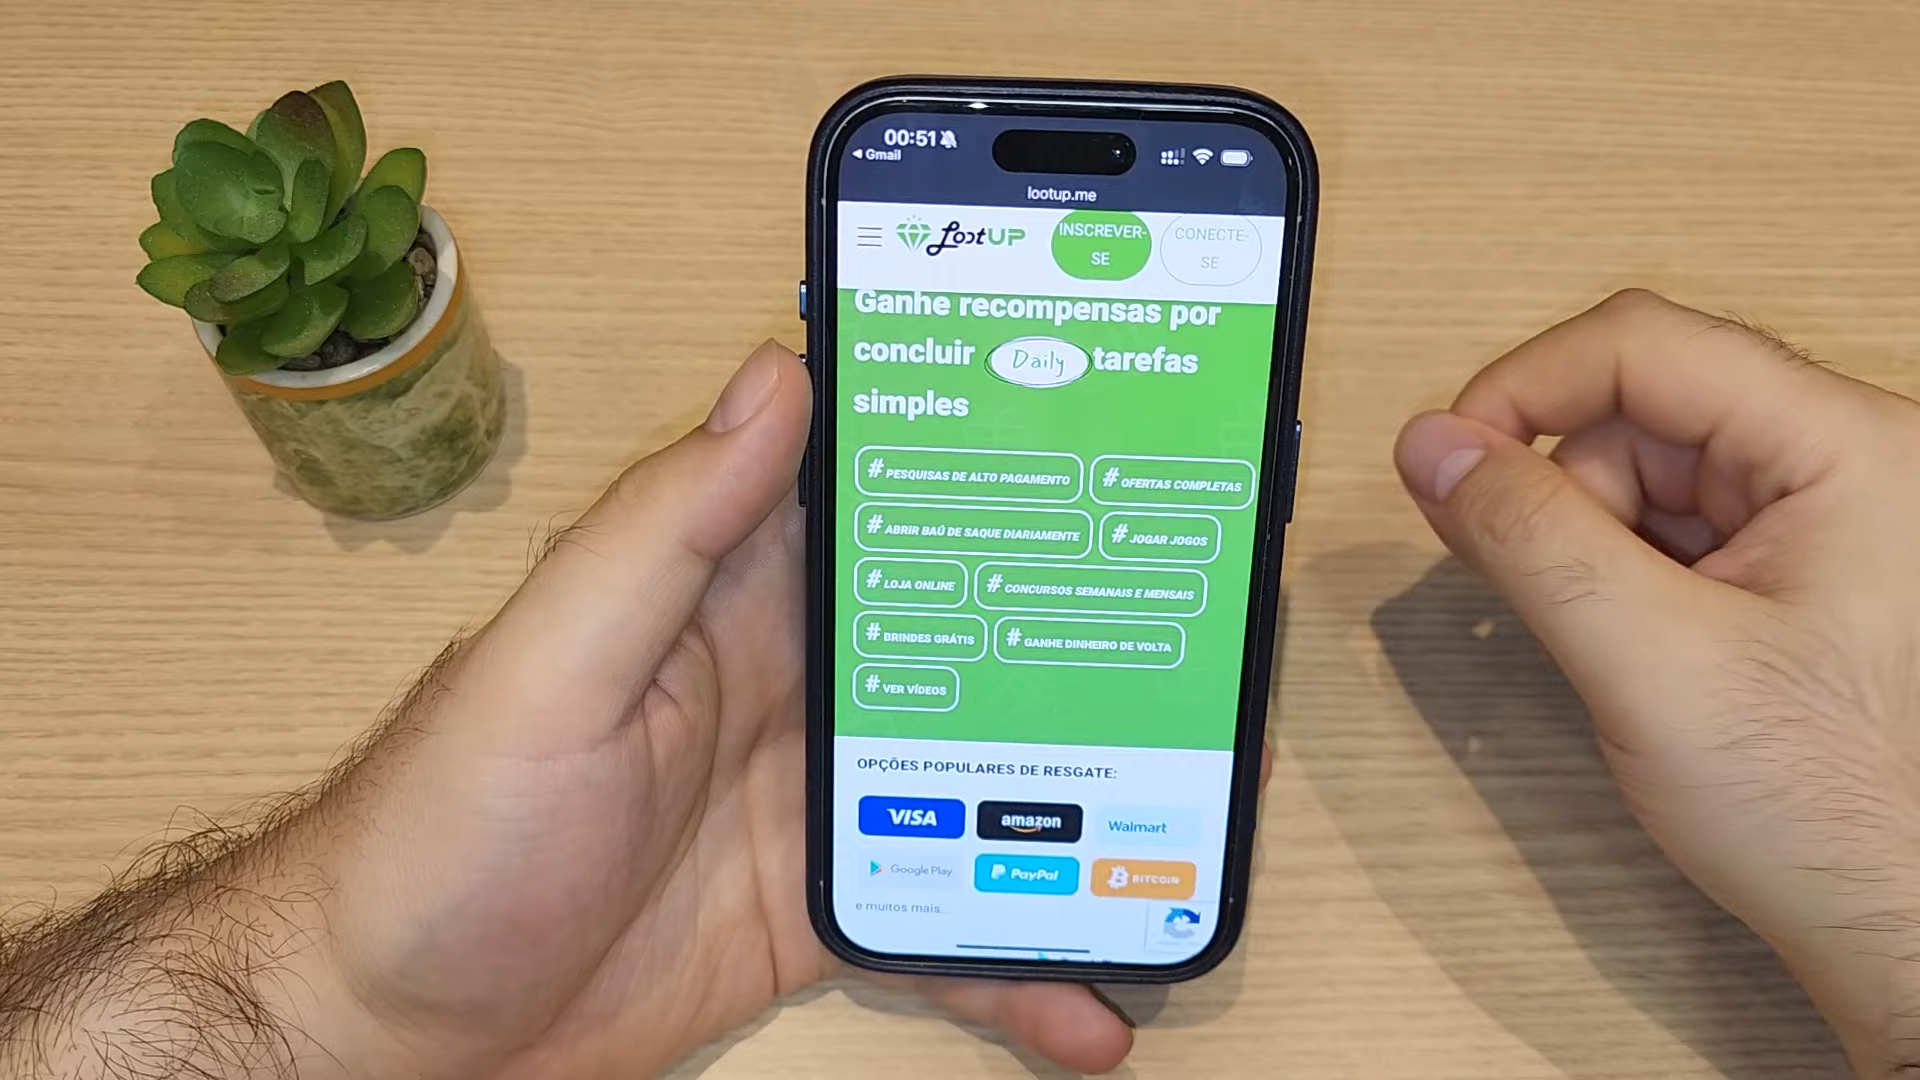 00:51
Gmail
lootup.me
LootUP
INSCREVER-
SE
CONECTE-
SE
Ganhe recompensas por
concluir Daily tarefas
simples
# PESQUISAS DE ALTO PAGAMENTO
# OFERTAS COMPLETAS
# ABRIR BAÚ DE SAQUE DIARIAMENTE
# JOGAR JOGOS
# LOJA ONLINE
# CONCURSOS SEMANAIS E MENSAIS
# BRINDES GRÁTIS
# GANHE DINHEIRO DE VOLTA
# VER VÍDEOS
OPÇÕES POPULARES DE RESGATE:
VISA
amazon
Walmart
Google Play
PayPal
BITCOIN
e muitos mais...